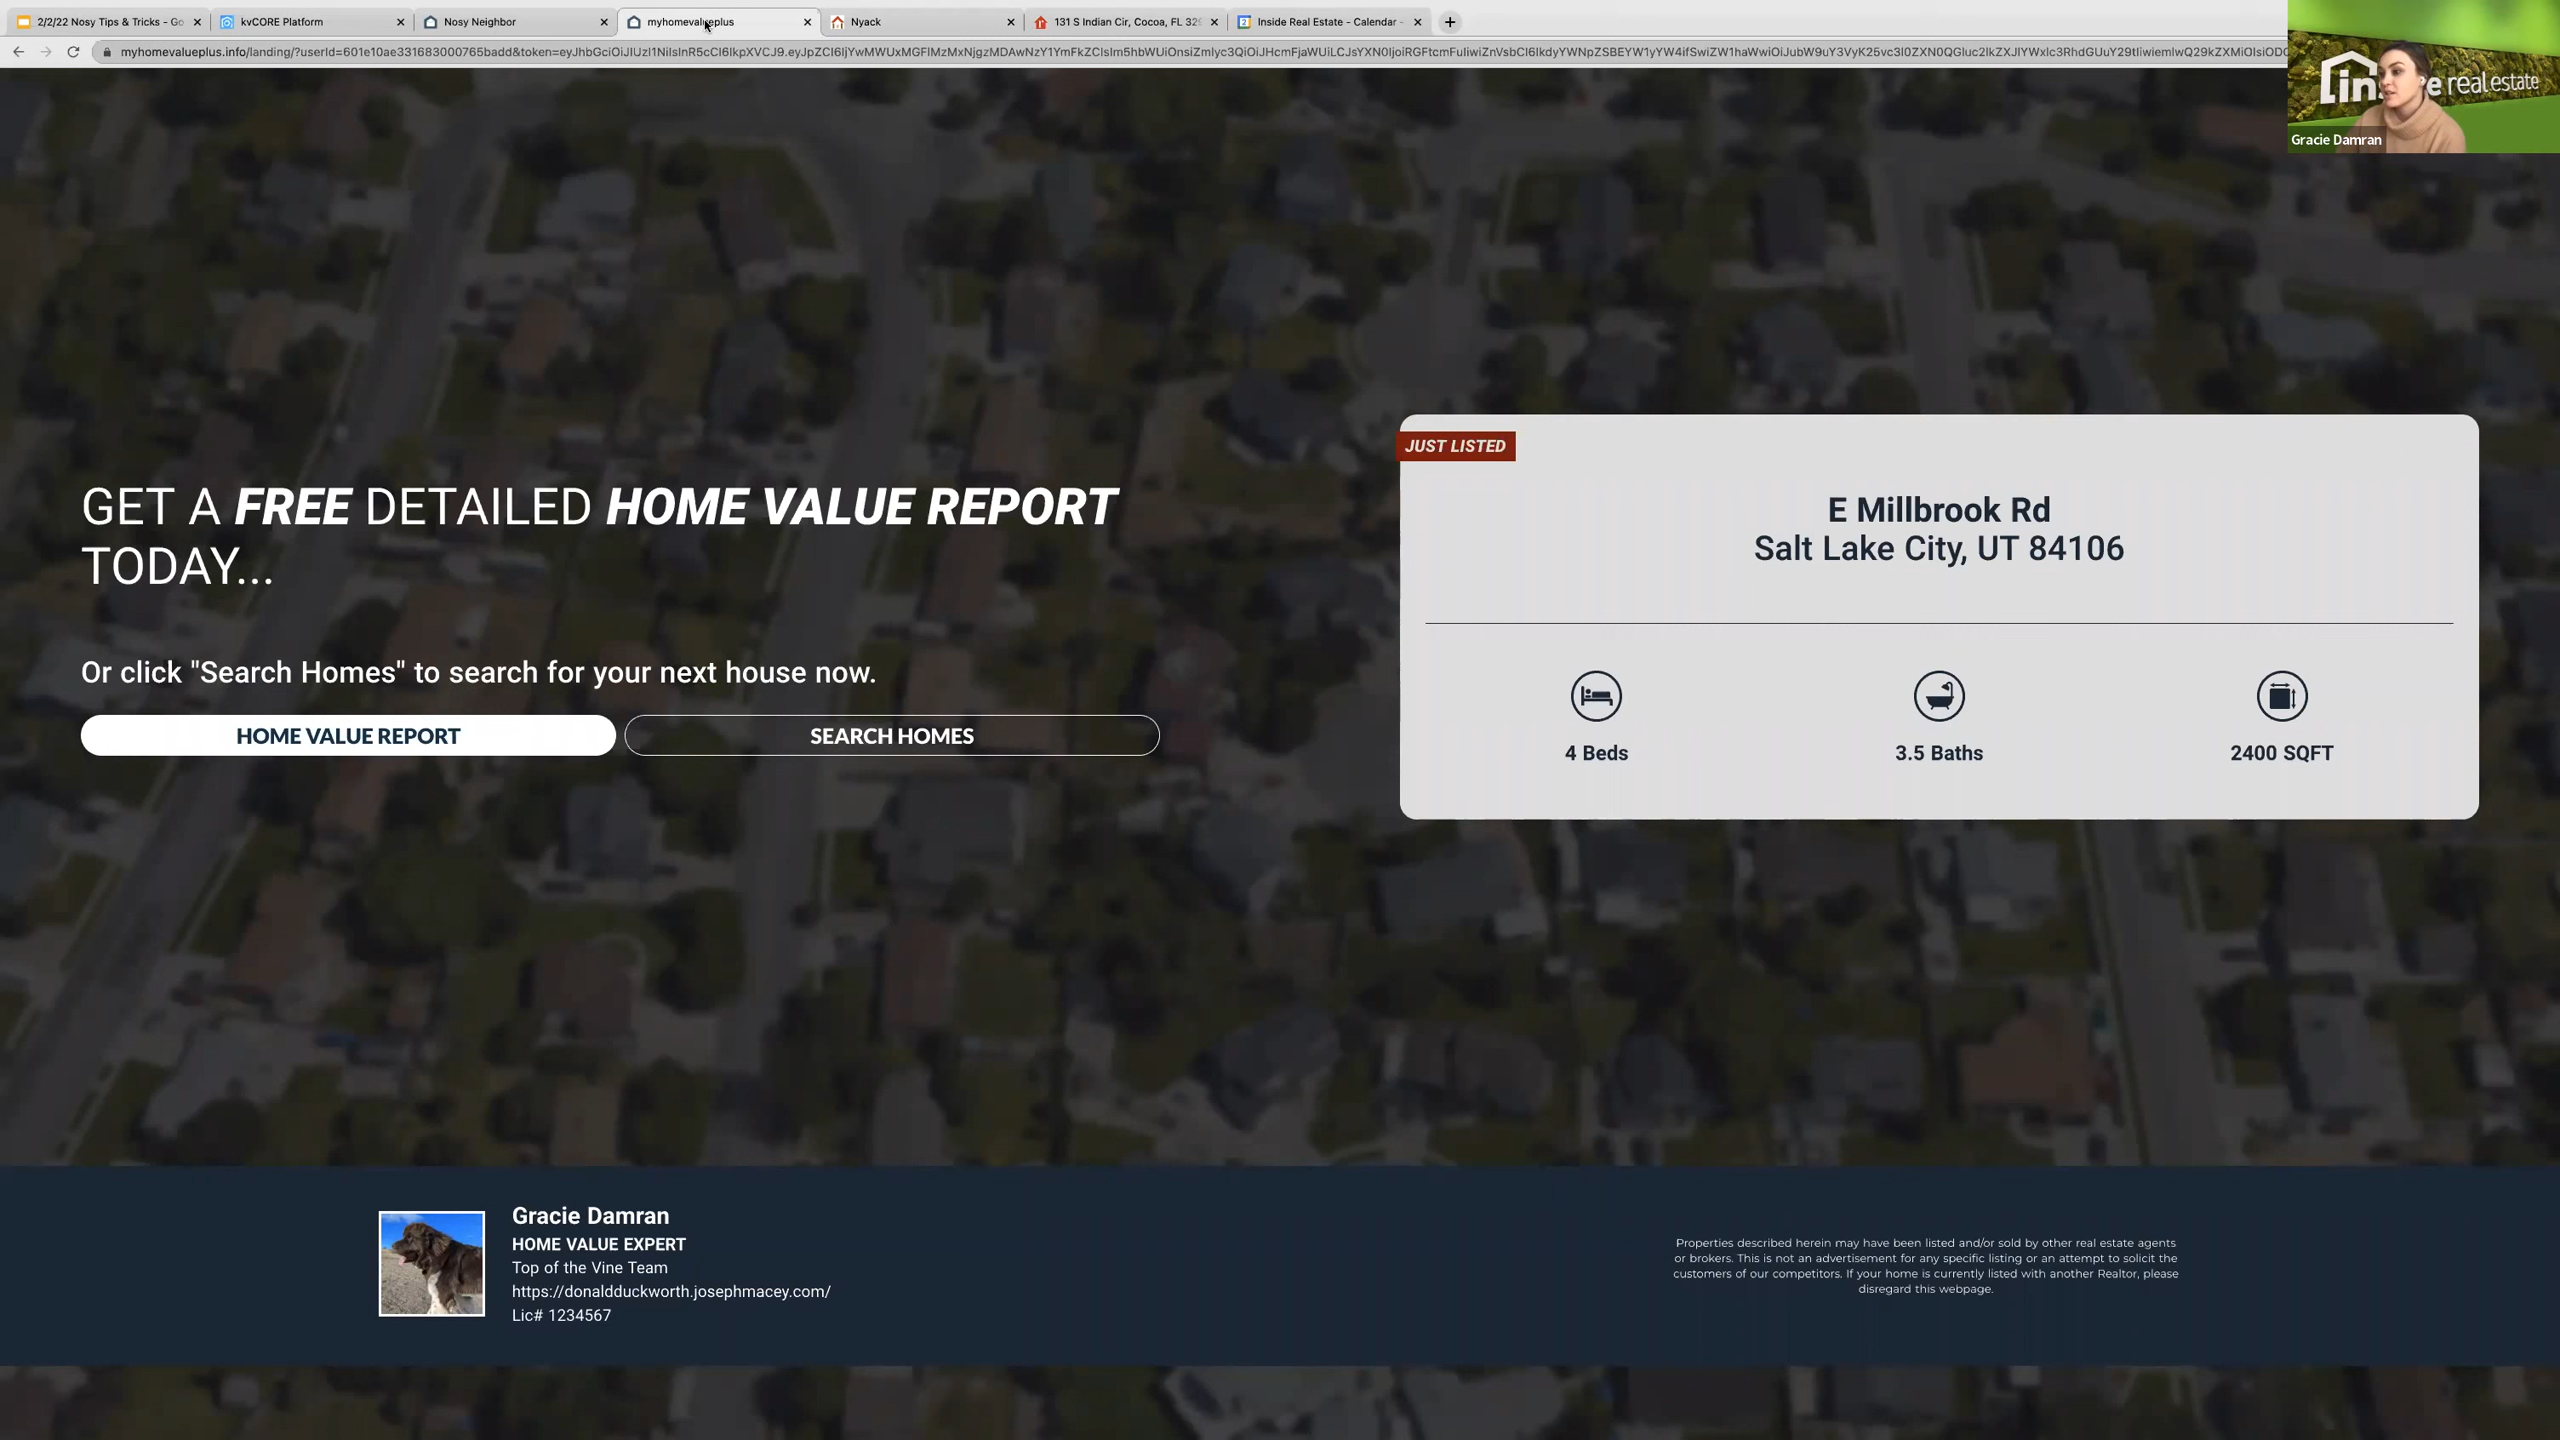 2/2/22 Nosy Tips & Tricks - Go
kvCORE Platform
Nosy Neighbor
myhomevalueplus
Nyack
131 S Indian Cir, Cocoa, FL 329
Inside Real Estate - Calendar -
real estate
Gracie Damran
JUST LISTED
E Millbrook Rd
Salt Lake City, UT 84106
4 Beds
3.5 Baths
2400 SQFT
GET A FREE DETAILED HOME VALUE REPORT
TODAY...
Or click "Search Homes" to search for your next house now.
HOME VALUE REPORT
SEARCH HOMES
Gracie Damran
HOME VALUE EXPERT
Top of the Vine Team
https://donaldduckworth.josephmacey.com/
Lic# 1234567
Properties described herein may have been listed and/or sold by other real estate agents
or brokers. This is not an advertisement for any specific listing or an attempt to solicit the
customers of our competitors. If your home is currently listed with another Realtor, please
disregard this webpage.